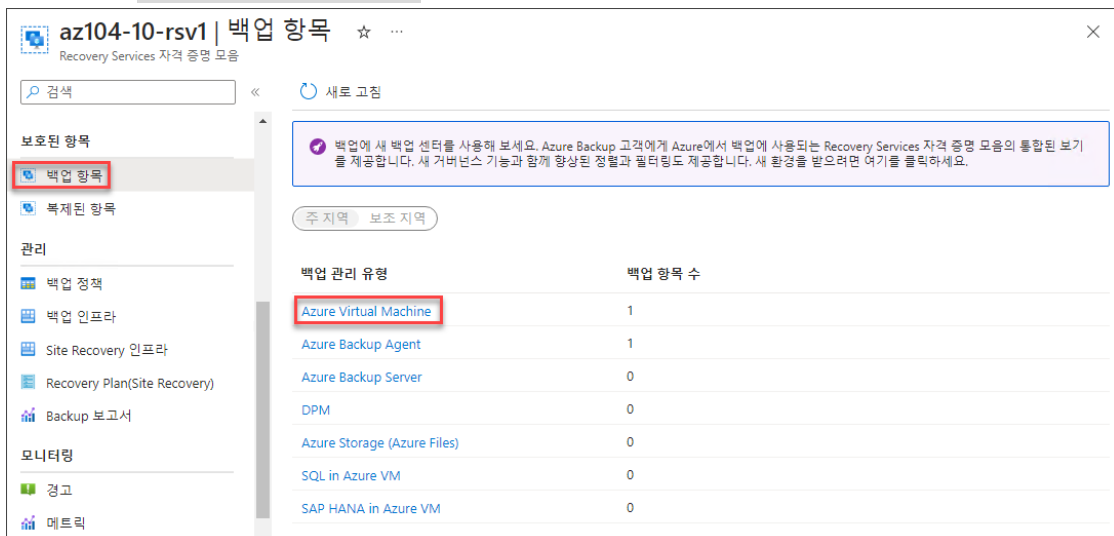 az104-10-rsv1 | 백업 항목
Recovery Services 자격 증명 모음
검색
새로 고침
보호된 항목
백업 항목
복제된 항목
관리
백업 정책
백업 인프라
Site Recovery 인프라
Recovery Plan(Site Recovery)
Backup 보고서
모니터링
경고
메트릭
백업에 새 백업 센터를 사용해 보세요. Azure Backup 고객에게 Azure에서 백업에 사용되는 Recovery Services 자격 증명 모음의 통합된 보기
를 제공합니다. 새 거버넌스 기능과 함께 향상된 정렬과 필터링도 제공합니다. 새 환경을 받으려면 여기를 클릭하세요.
주 지역 보조 지역
백업 관리 유형 백업 항목 수
Azure Virtual Machine 1
Azure Backup Agent 1
Azure Backup Server 0
DPM 0
Azure Storage (Azure Files) 0
SQL in Azure VM 0
SAP HANA in Azure VM 0